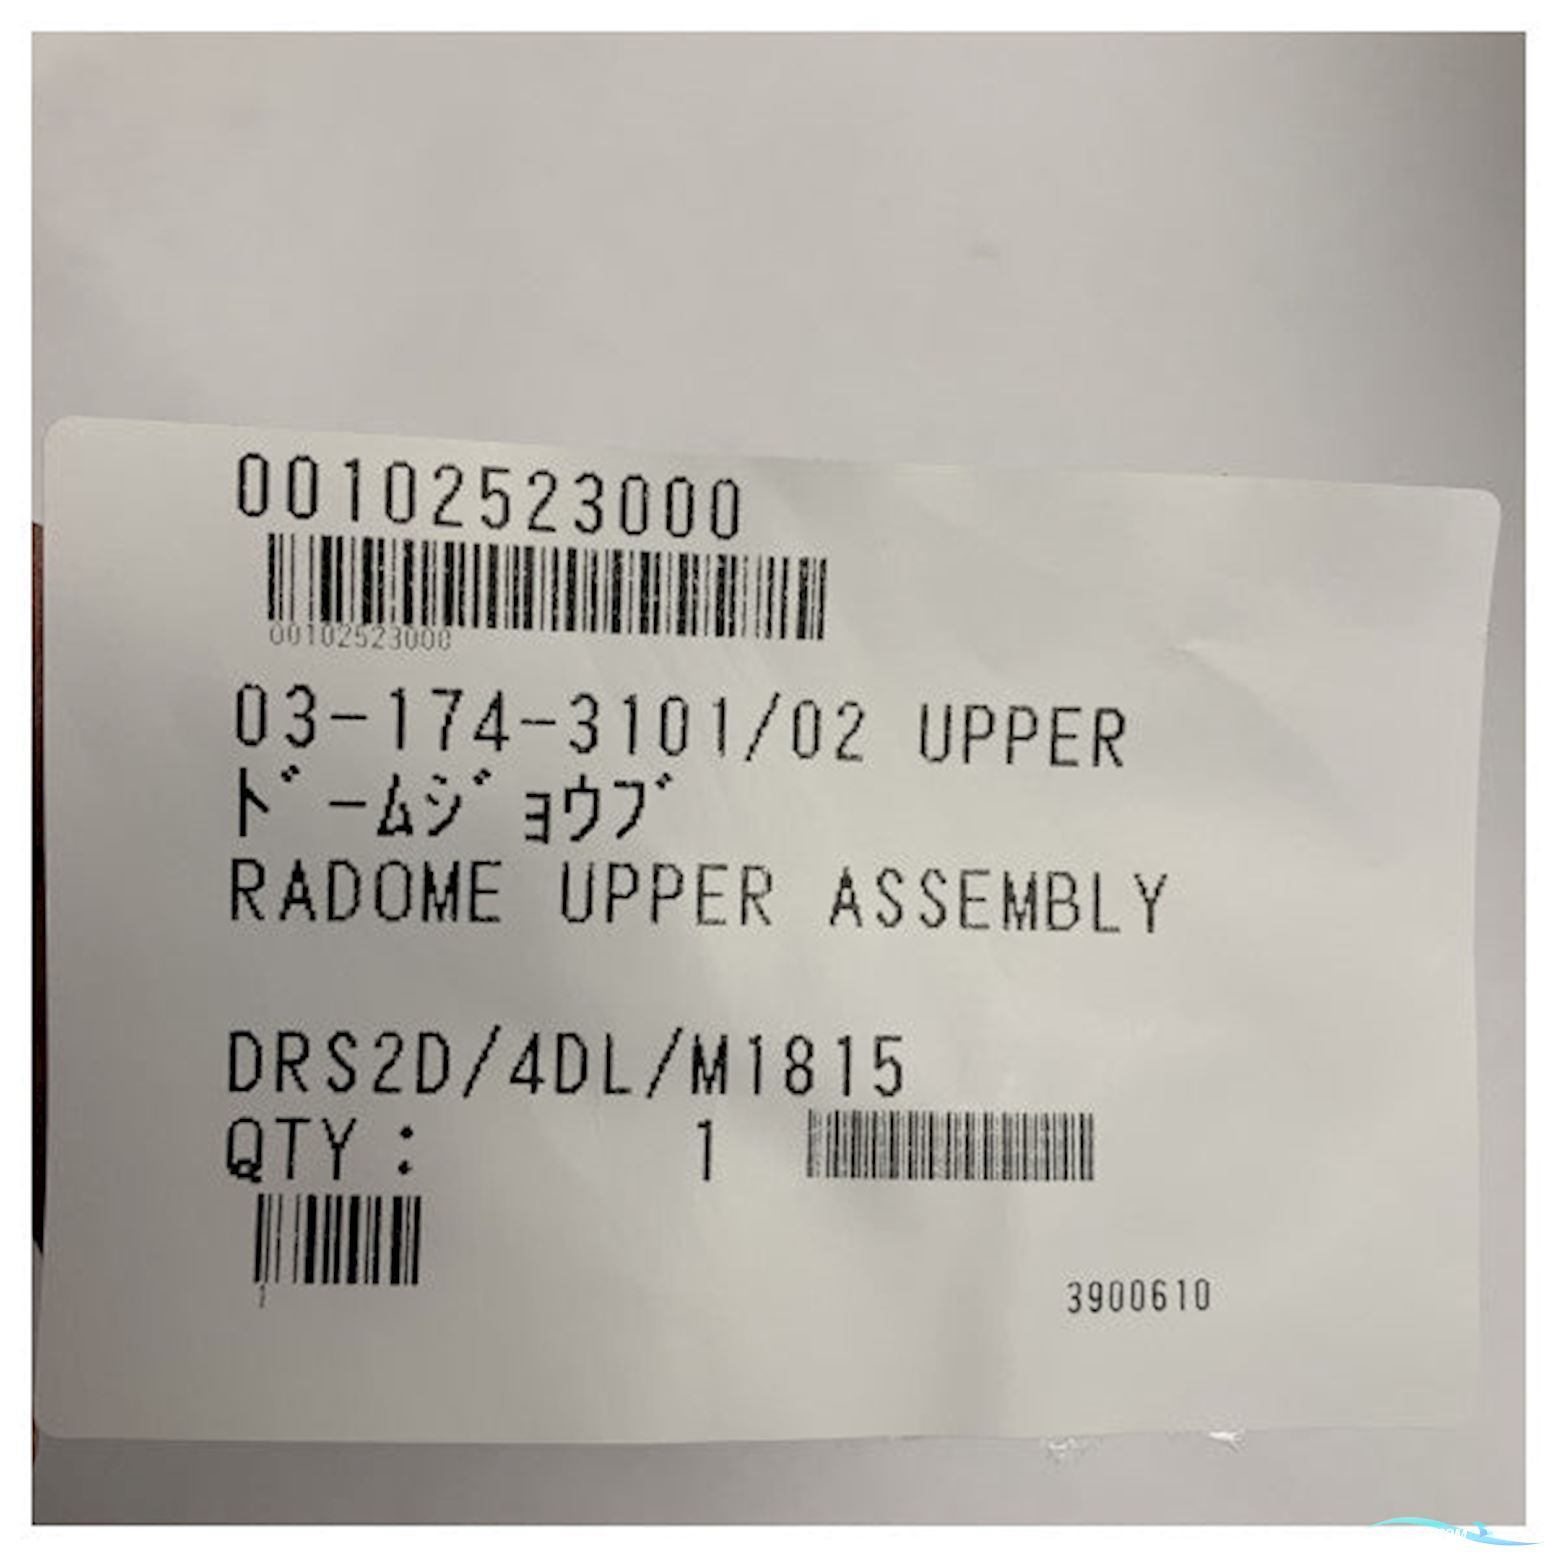 00102523000
00102523000
03-174-3101/02 UPPER
ﾄﾞｰﾑｼﾞｮｳﾌﾞ
RADOME UPPER ASSEMBLY
DRS2D/4DL/M1815
QTY: 1
1
3900610